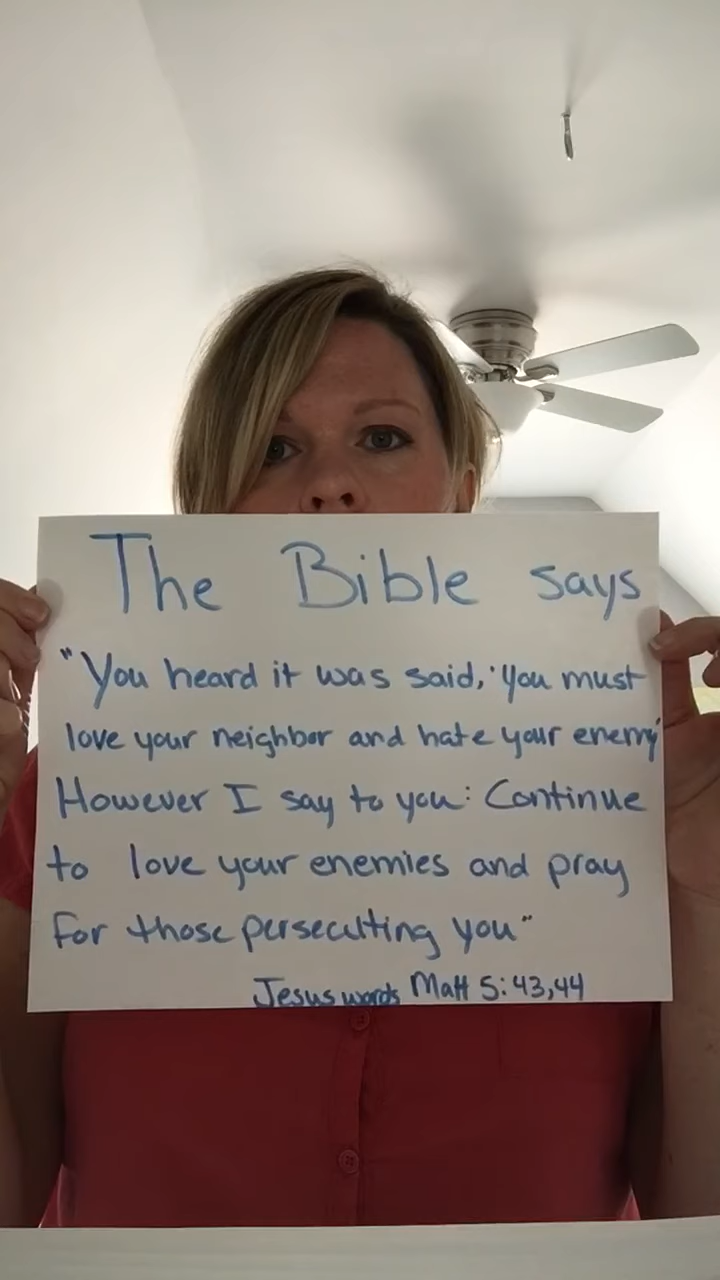 The Bible says
"You heard it was said, 'You must
love your neighbor and hate your enemy'
However I say to you: Continue
to love your enemies and pray
for those persecuting you"
Jesus words Matt 5:43,44